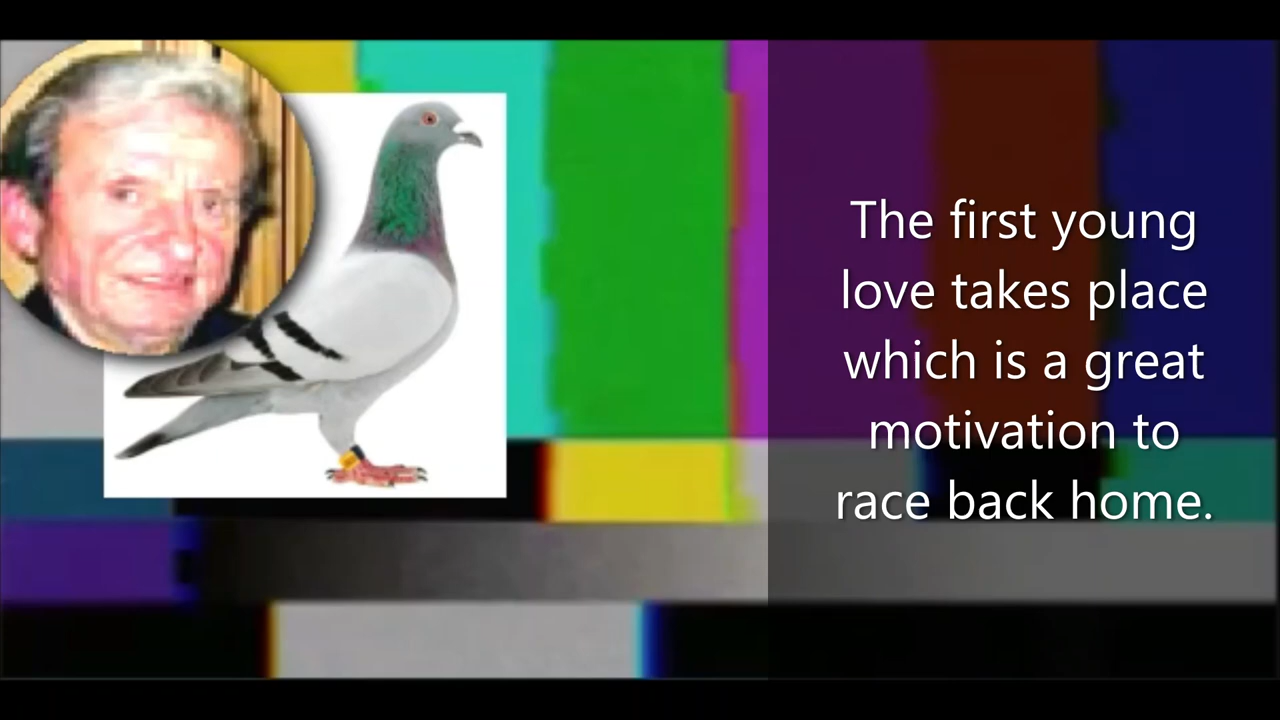 The first young
love takes place
which is a great
motivation to
race back home.